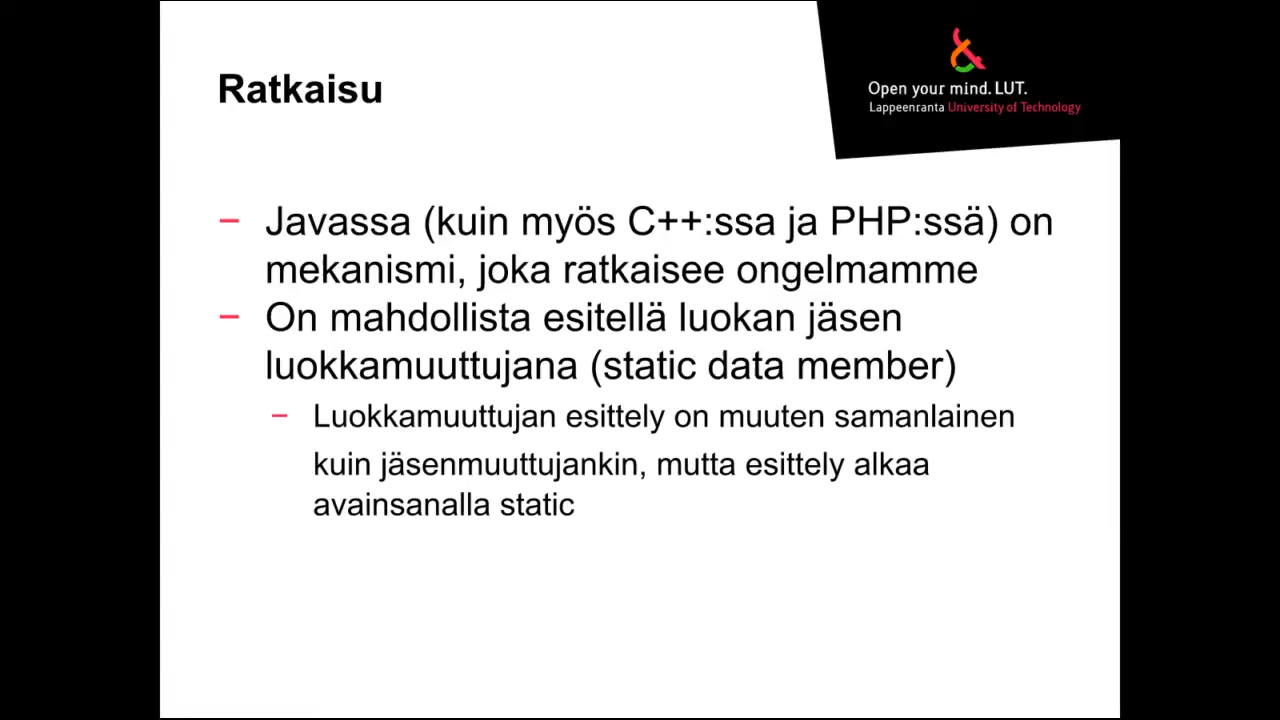 Ratkaisu
Open your mind. LUT.
Lappeenranta University of Technology
– Javassa (kuin myös C++:ssa ja PHP:ssä) on
mekanismi, joka ratkaisee ongelmamme
– On mahdollista esitellä luokan jäsen
luokkamuuttujana (static data member)
– Luokkamuuttujan esittely on muuten samanlainen
kuin jäsenmuuttujankin, mutta esittely alkaa
avainsanalla static